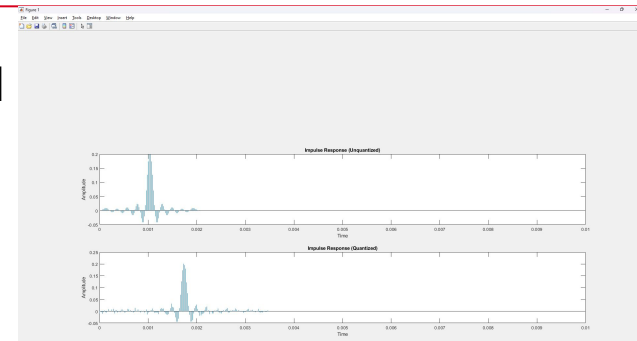 Figure 1
File Edit View Insert Tools Desktop Window Help
Impulse Response (Unquantized)
0.2
0.15
0.1
0.05
0
-0.05
Amplitude
0 0.001 0.002 0.003 0.004 0.005 0.006 0.007 0.008 0.009 0.01
Time
Impulse Response (Quantized)
0.25
0.2
0.15
0.1
0.05
0
-0.05
Amplitude
0 0.001 0.002 0.003 0.004 0.005 0.006 0.007 0.008 0.009 0.01
Time